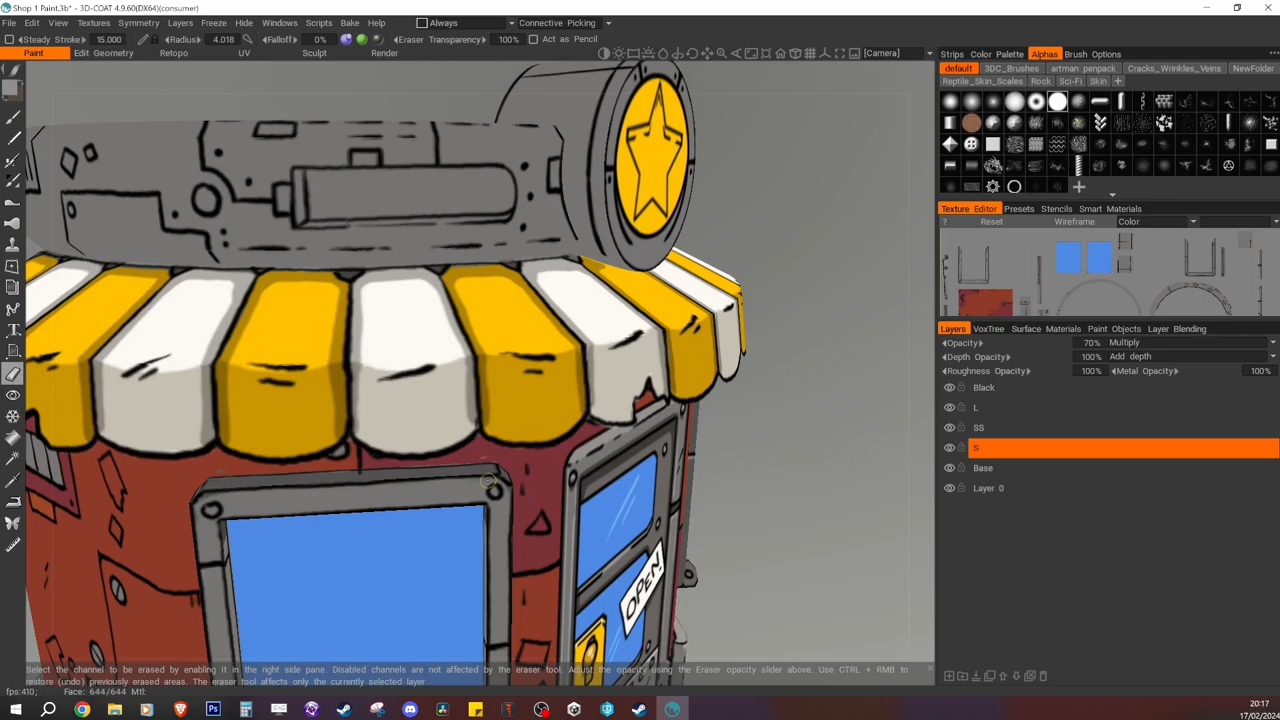 Shop 1 Paint.3b* - 3D-COAT 4.9.60(DX64)(consumer)
File Edit View Textures Symmetry Layers Freeze Hide Windows Scripts Bake Help Always Connective Picking
Steady Stroke 15.000 Radius 4.018 Falloff 0% Eraser Transparency 100% Act as Pencil
Paint Edit Geometry Retopo UV Sculpt Render [Camera] Strips Color Palette Alphas Brush Options
default 3DC_Brushes artman penpack Cracks_Wrinkles_Veins NewFolder
Reptile_Skin_Scales Rock Sci-Fi Skin +
Texture Editor Presets Stencils Smart Materials
? Reset Wireframe Color
Layers VoxTree Surface Materials Paint Objects Layer Blending
Opacity 70% Multiply
Depth Opacity 100% Add depth
Roughness Opacity 100% Metal Opacity 100%
Black
L
SS
S
Base
Layer 0
OPEN
Select the channel to be erased by enabling it in the right side pane. Disabled channels are not affected by the eraser tool. Adjust the opacity using the Eraser opacity slider above. Use CTRL + RMB to
restore (undo) previously erased areas. The eraser tool affects only the currently selected layer
fps:410; Face: 644/644 Mtl:
20:17
17/02/2024